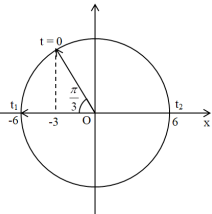 t = 0
π/3
t₁ t₂
-6 -3 O 6 x